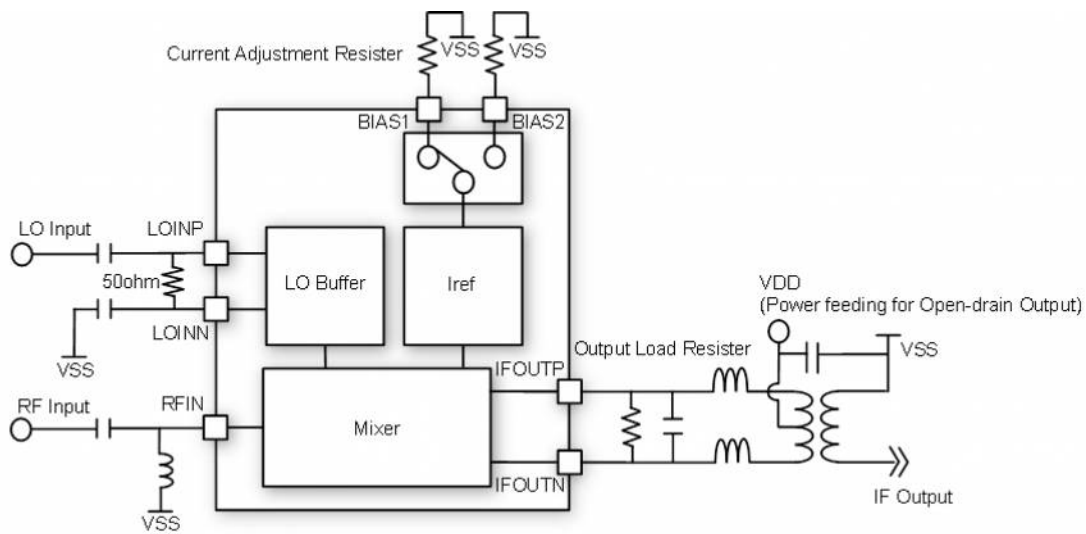 VSS
VSS
Current Adjustment Resister
BIAS1
BIAS2
LO Input
LOINP
50ohm
LOINN
VSS
LO Buffer
Iref
VDD
(Power feeding for Open-drain Output)
VSS
Output Load Resister
IFOUTP
RF Input
RFIN
Mixer
IFOUTN
VSS
IF Output